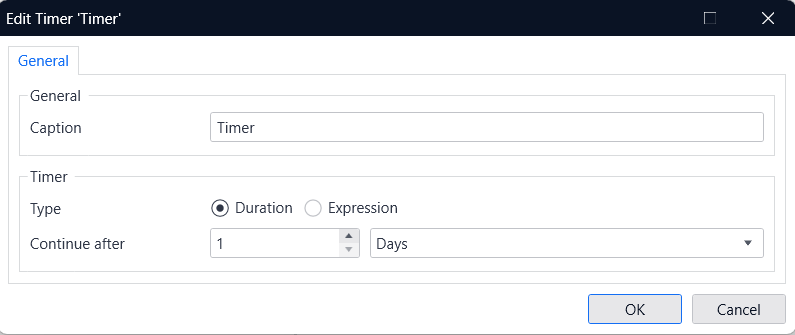 Edit Timer 'Timer'
General
General
Caption Timer
Timer
Type Duration Expression
Continue after 1 Days
OK Cancel